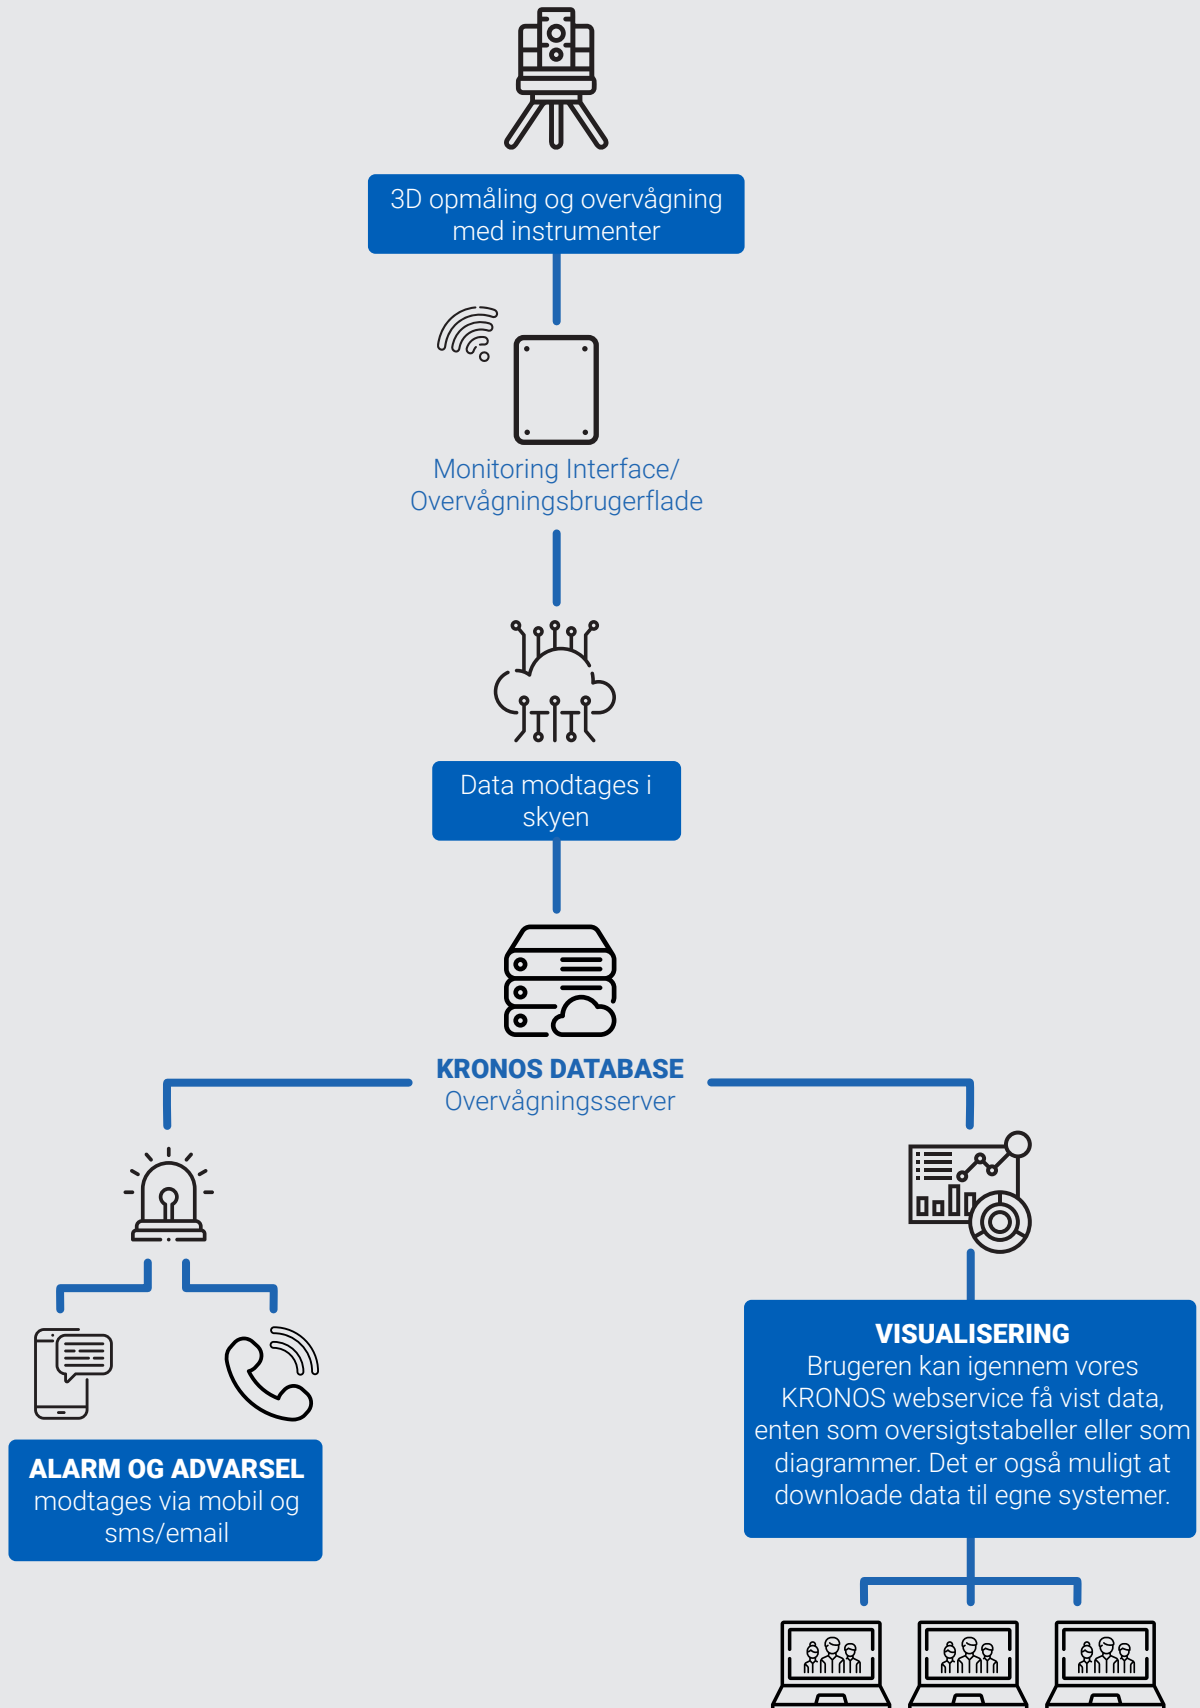 3D opmåling og overvågning
med instrumenter
Monitoring Interface/
Overvågningsbrugerflade
Data modtages i
skyen
KRONOS DATABASE
Overvågningsserver
ALARM OG ADVARSEL
modtages via mobil og
sms/email
VISUALISERING
Brugeren kan igennem vores
KRONOS webservice få vist data,
enten som oversigtstabeller eller som
diagrammer. Det er også muligt at
downloade data til egne systemer.